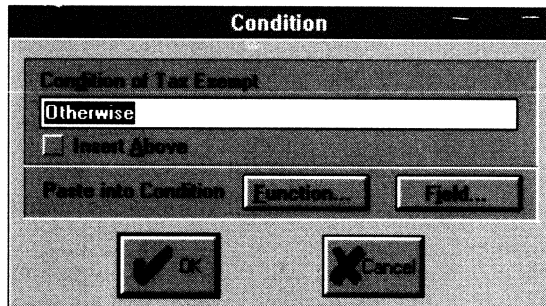 Condition
Condition of Tax Exempt
Otherwise
Insert Above
Paste into Condition Function... Field...
OK Cancel